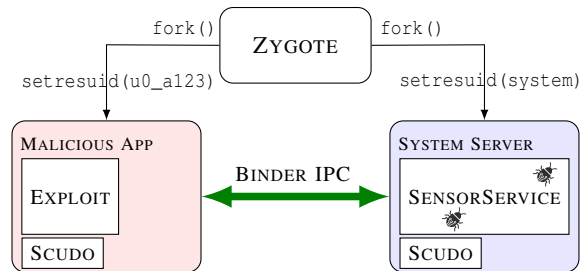 fork()
ZYGOTE
fork()
setresuid(u0_a123)
setresuid(system)
MALICIOUS APP
SYSTEM SERVER
EXPLOIT
BINDER IPC
SENSORSERVICE
SCUDO
SCUDO